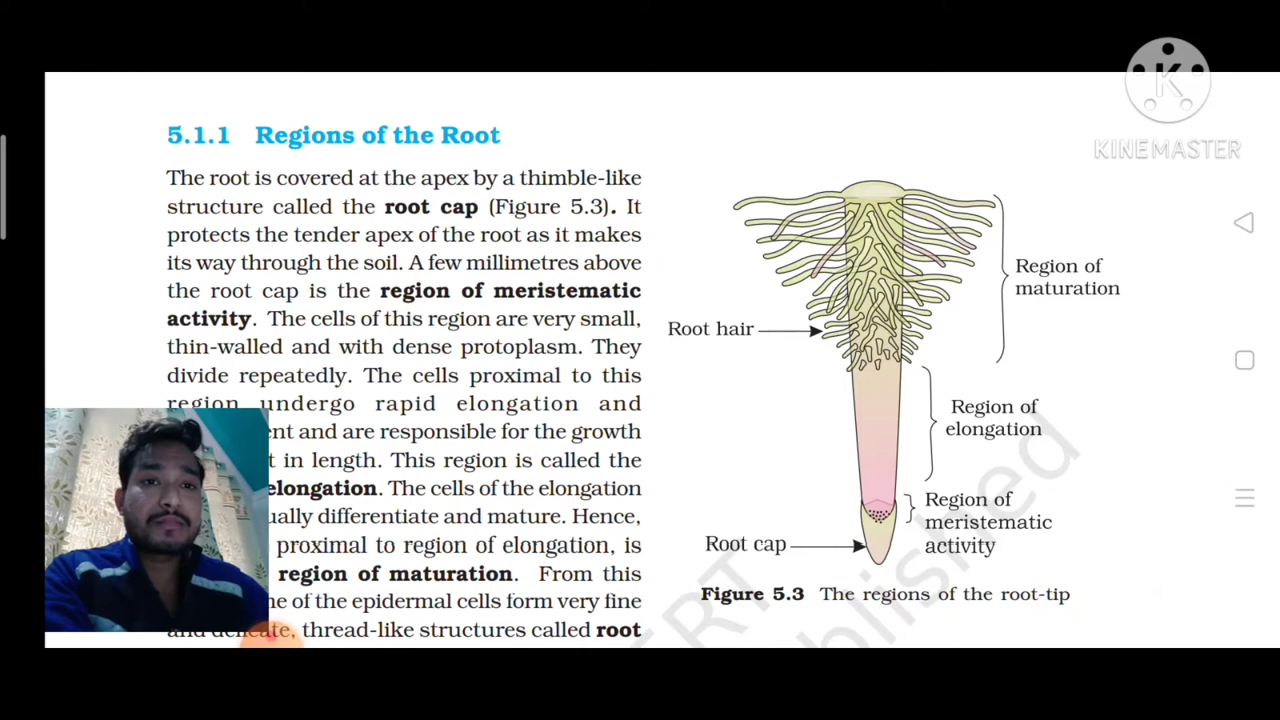 KINEMASTER
5.1.1 Regions of the Root
The root is covered at the apex by a thimble-like
structure called the root cap (Figure 5.3). It
protects the tender apex of the root as it makes
its way through the soil. A few millimetres above
the root cap is the region of meristematic
activity. The cells of this region are very small,
thin-walled and with dense protoplasm. They
divide repeatedly. The cells proximal to this
region undergo rapid elongation and
and are responsible for the growth
in length. This region is called the
elongation. The cells of the elongation
differentiate and mature. Hence,
proximal to region of elongation, is
region of maturation. From this
of the epidermal cells form very fine
and delicate, thread-like structures called root
Region of
maturation
Root hair
Region of
elongation
Region of
meristematic
activity
Root cap
Figure 5.3 The regions of the root-tip